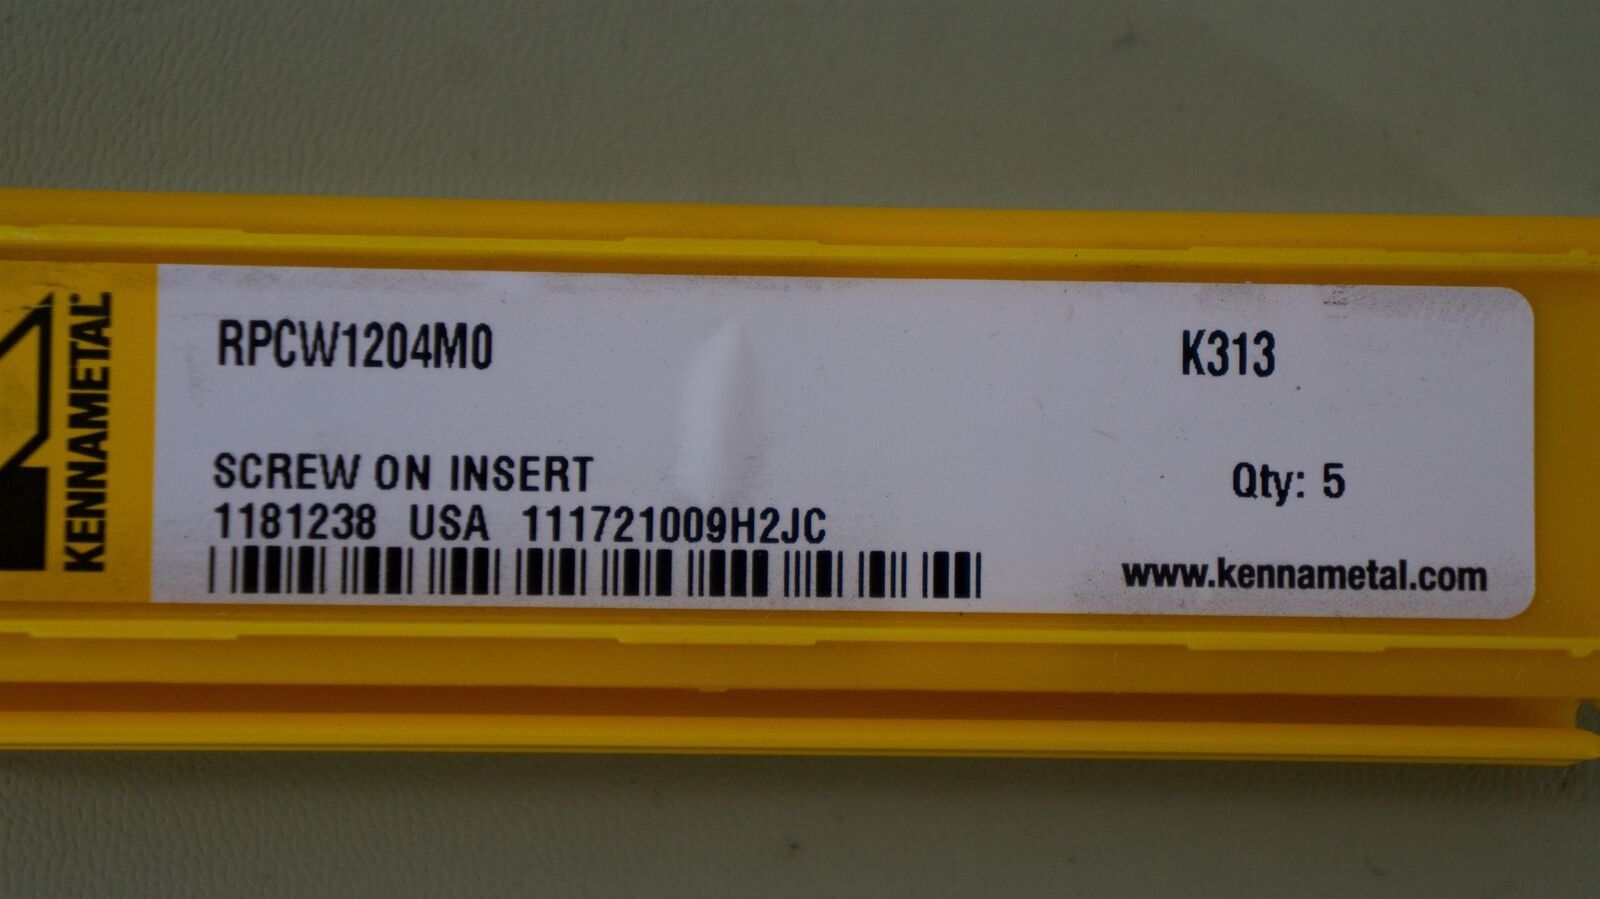 KENNAMETAL
RPCW1204M0
K313
SCREW ON INSERT
Qty: 5
1181238 USA 111721009H2JC
www.kennametal.com